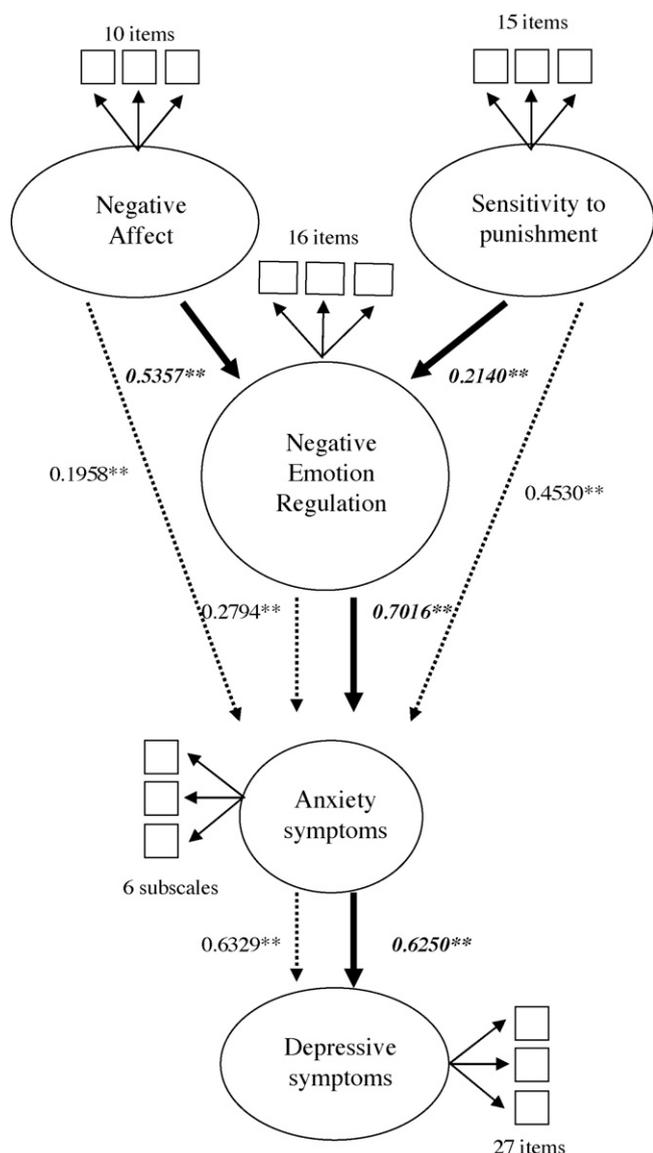 10 items
15 items
Negative
Affect
Sensitivity to
punishment
16 items
0.5357**
0.2140**
Negative
Emotion
Regulation
0.1958**
0.4530**
0.2794**
0.7016**
Anxiety
symptoms
6 subscales
0.6329**
0.6250**
Depressive
symptoms
27 items